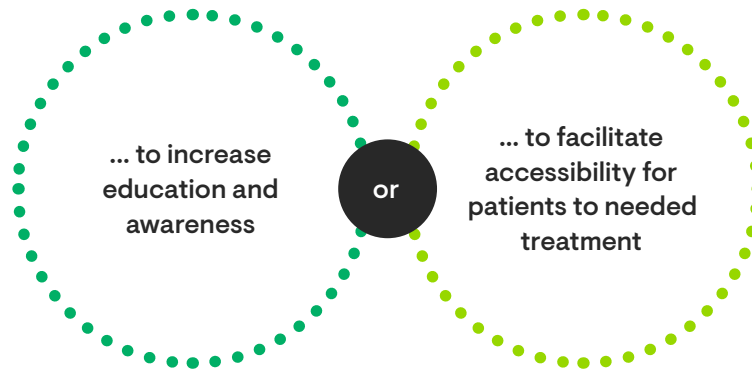 ... to increase
education and
awareness
or
... to facilitate
accessibility for
patients to needed
treatment